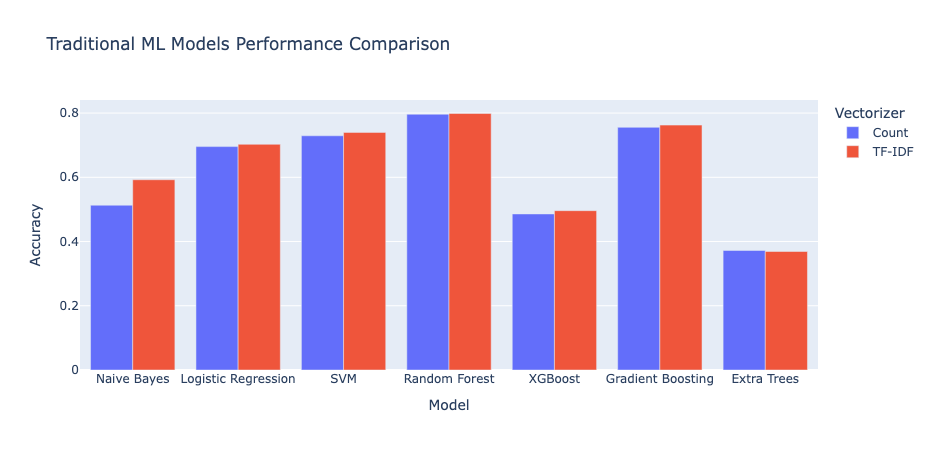 Traditional ML Models Performance Comparison
Vectorizer
Count
TF-IDF
Accuracy
0.8
0.6
0.4
0.2
0
Naive Bayes
Logistic Regression
SVM
Random Forest
XGBoost
Gradient Boosting
Extra Trees
Model